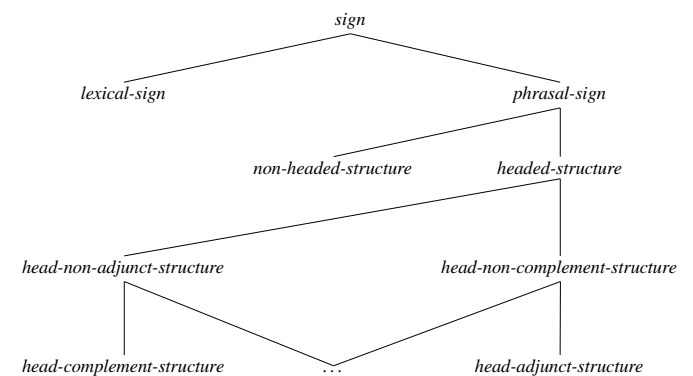 sign
lexical-sign phrasal-sign
non-headed-structure headed-structure
head-non-adjunct-structure head-non-complement-structure
head-complement-structure ... head-adjunct-structure